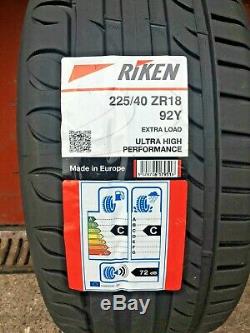 RIKEN
225/40 ZR18
92Y
EXTRA LOAD
ULTRA HIGH
PERFORMANCE
Made in Europe
C
C
72 dB